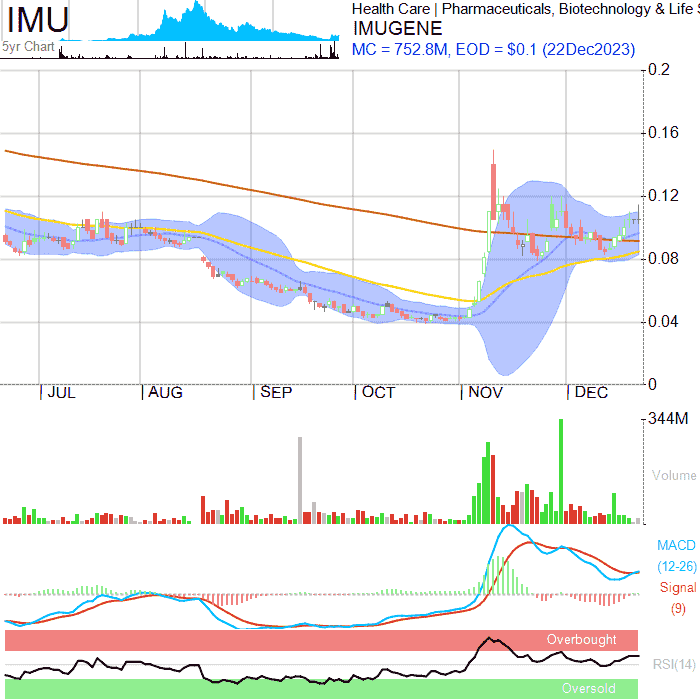 IMU
5yr Chart
Health Care | Pharmaceuticals, Biotechnology & Life S
IMUGENE
MC = 752.8M, EOD = $0.1 (22Dec2023)
0.2
0.16
0.12
0.08
0.04
0
JUL AUG SEP OCT NOV DEC
344M
Volume
MACD
(12-26)
Signal
(9)
Overbought
RSI(14)
Oversold